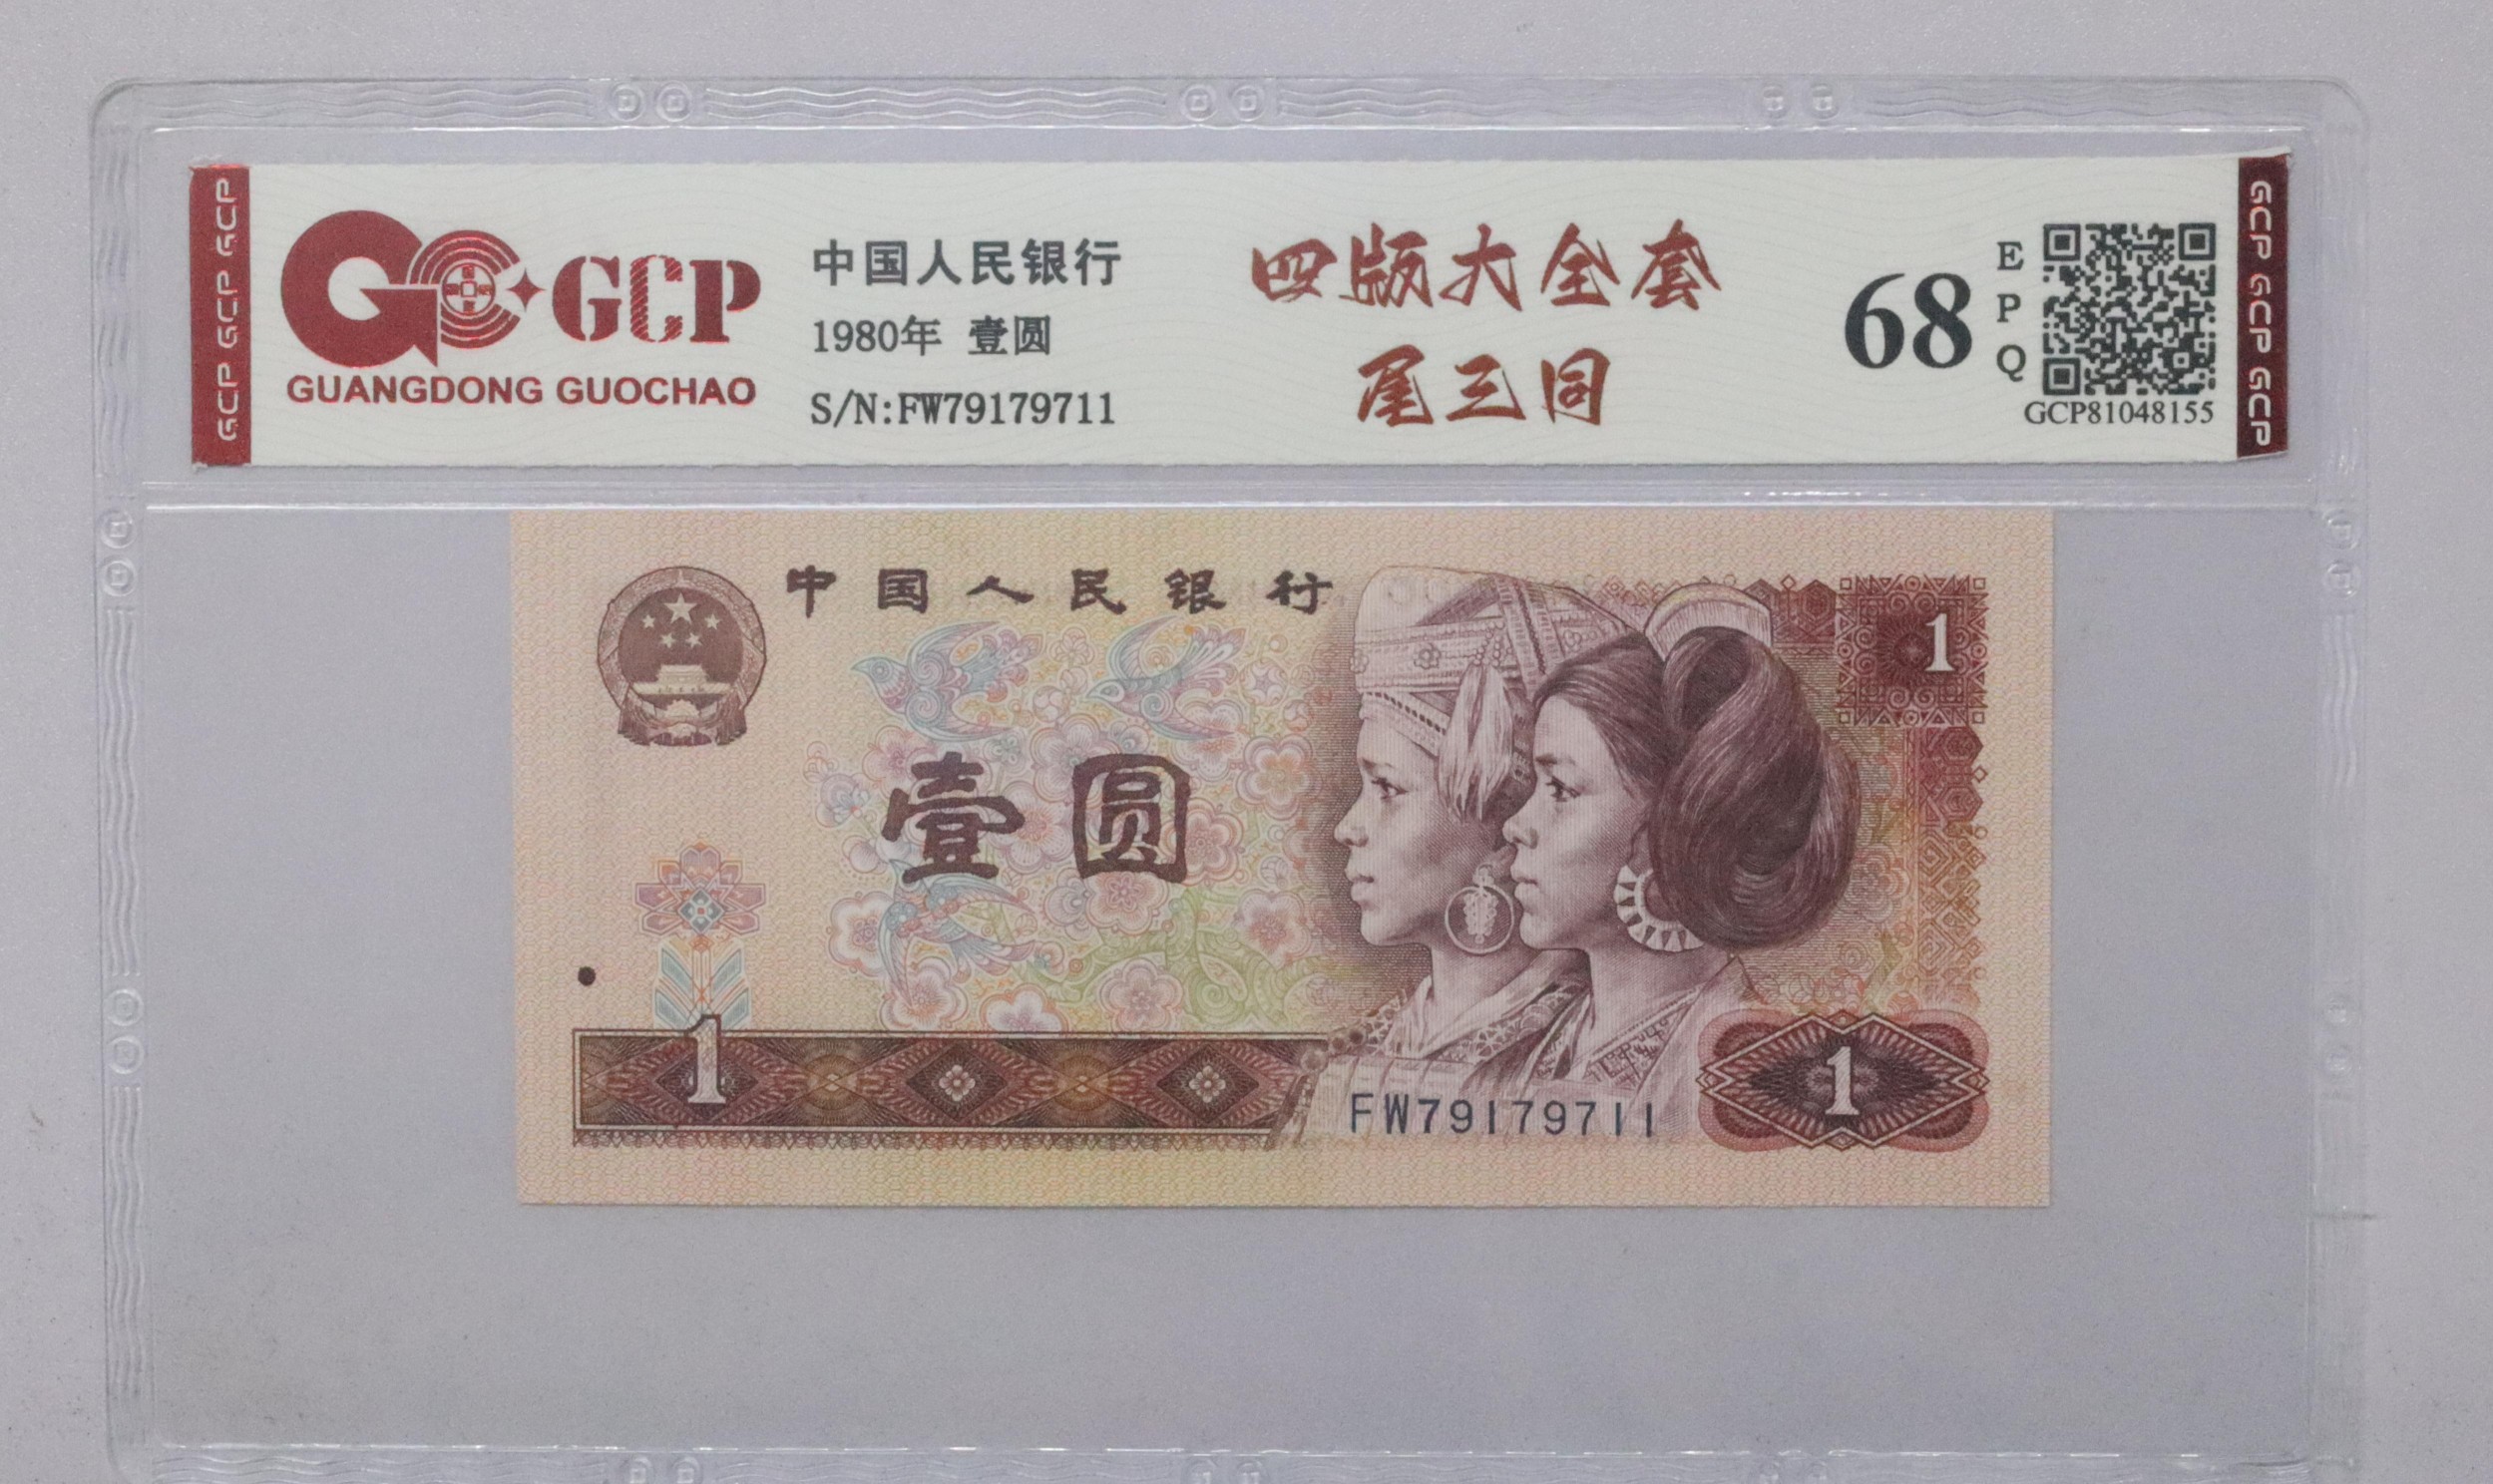 GCP GCP GCP
GCP
GUANGDONG GUOCHAO
中国人民银行
1980年 壹圆
S/N:FW79179711
四版大全套
尾三同
68
EPQ
GCP81048155
GCP GCP GCP
中国人民银行
1
壹圆
1
1
FW79179711